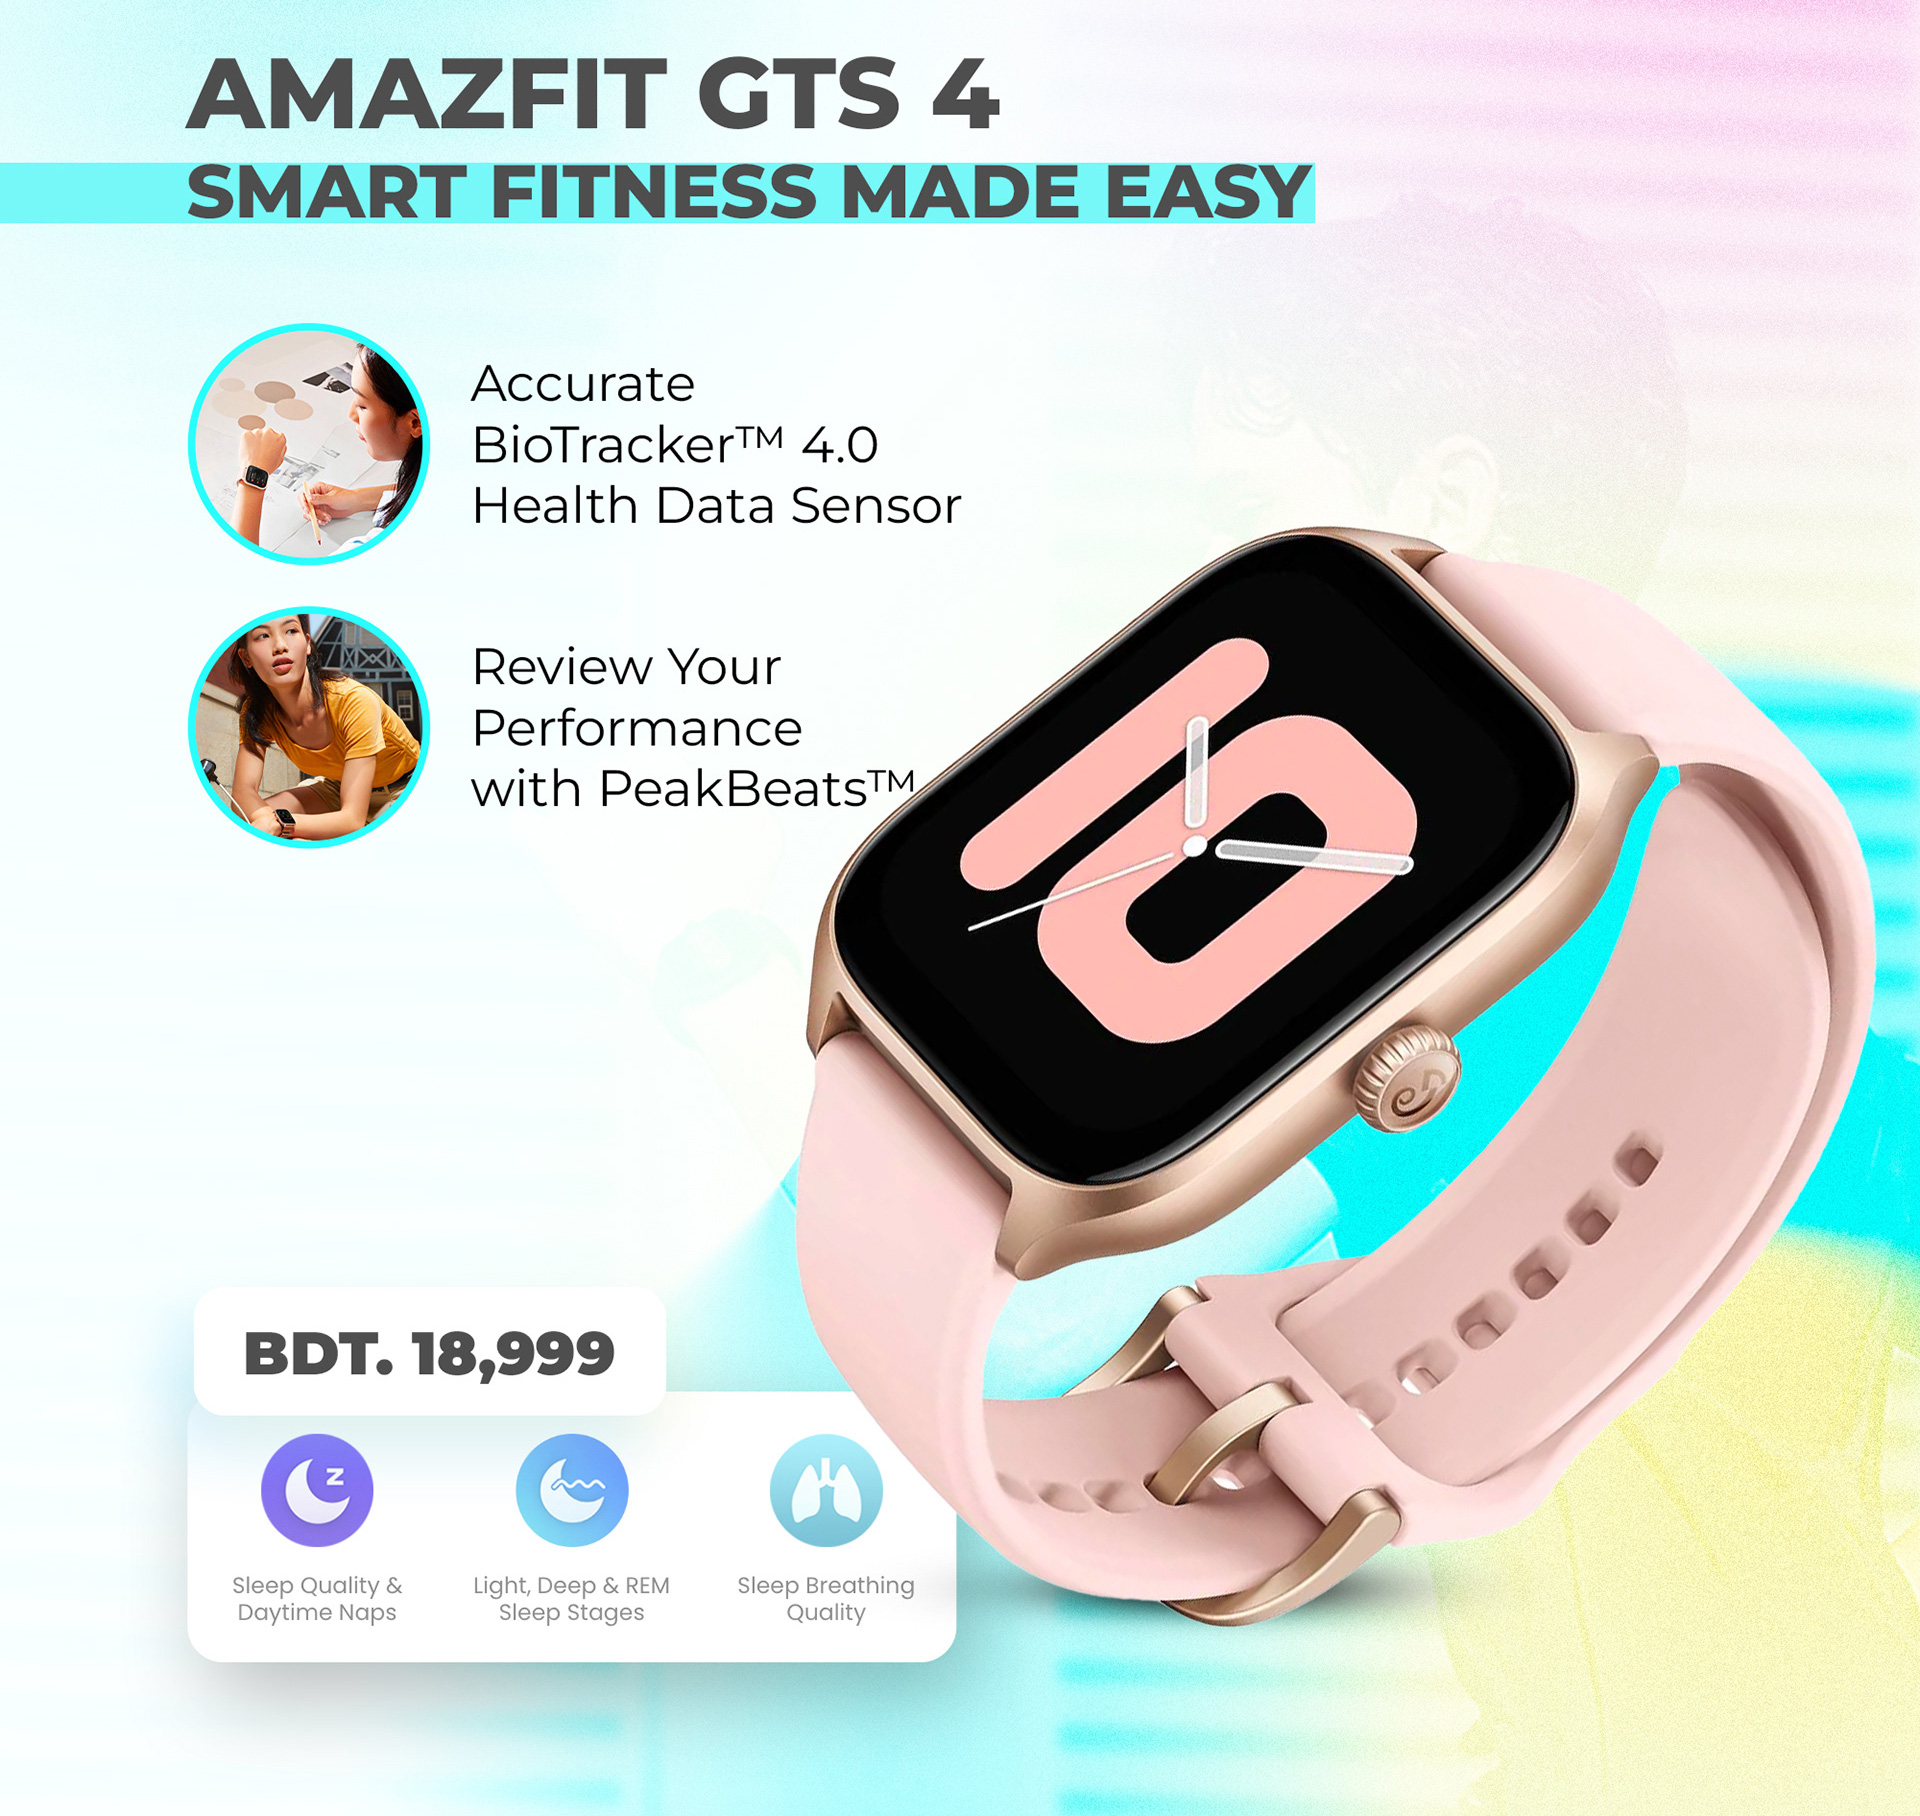 AMAZFIT GTS 4
SMART FITNESS MADE EASY
Accurate
BioTracker™ 4.0
Health Data Sensor
Review Your
Performance
with PeakBeats™
10
BDT. 18,999
z
Sleep Quality &
Daytime Naps
Light, Deep & REM
Sleep Stages
Sleep Breathing
Quality